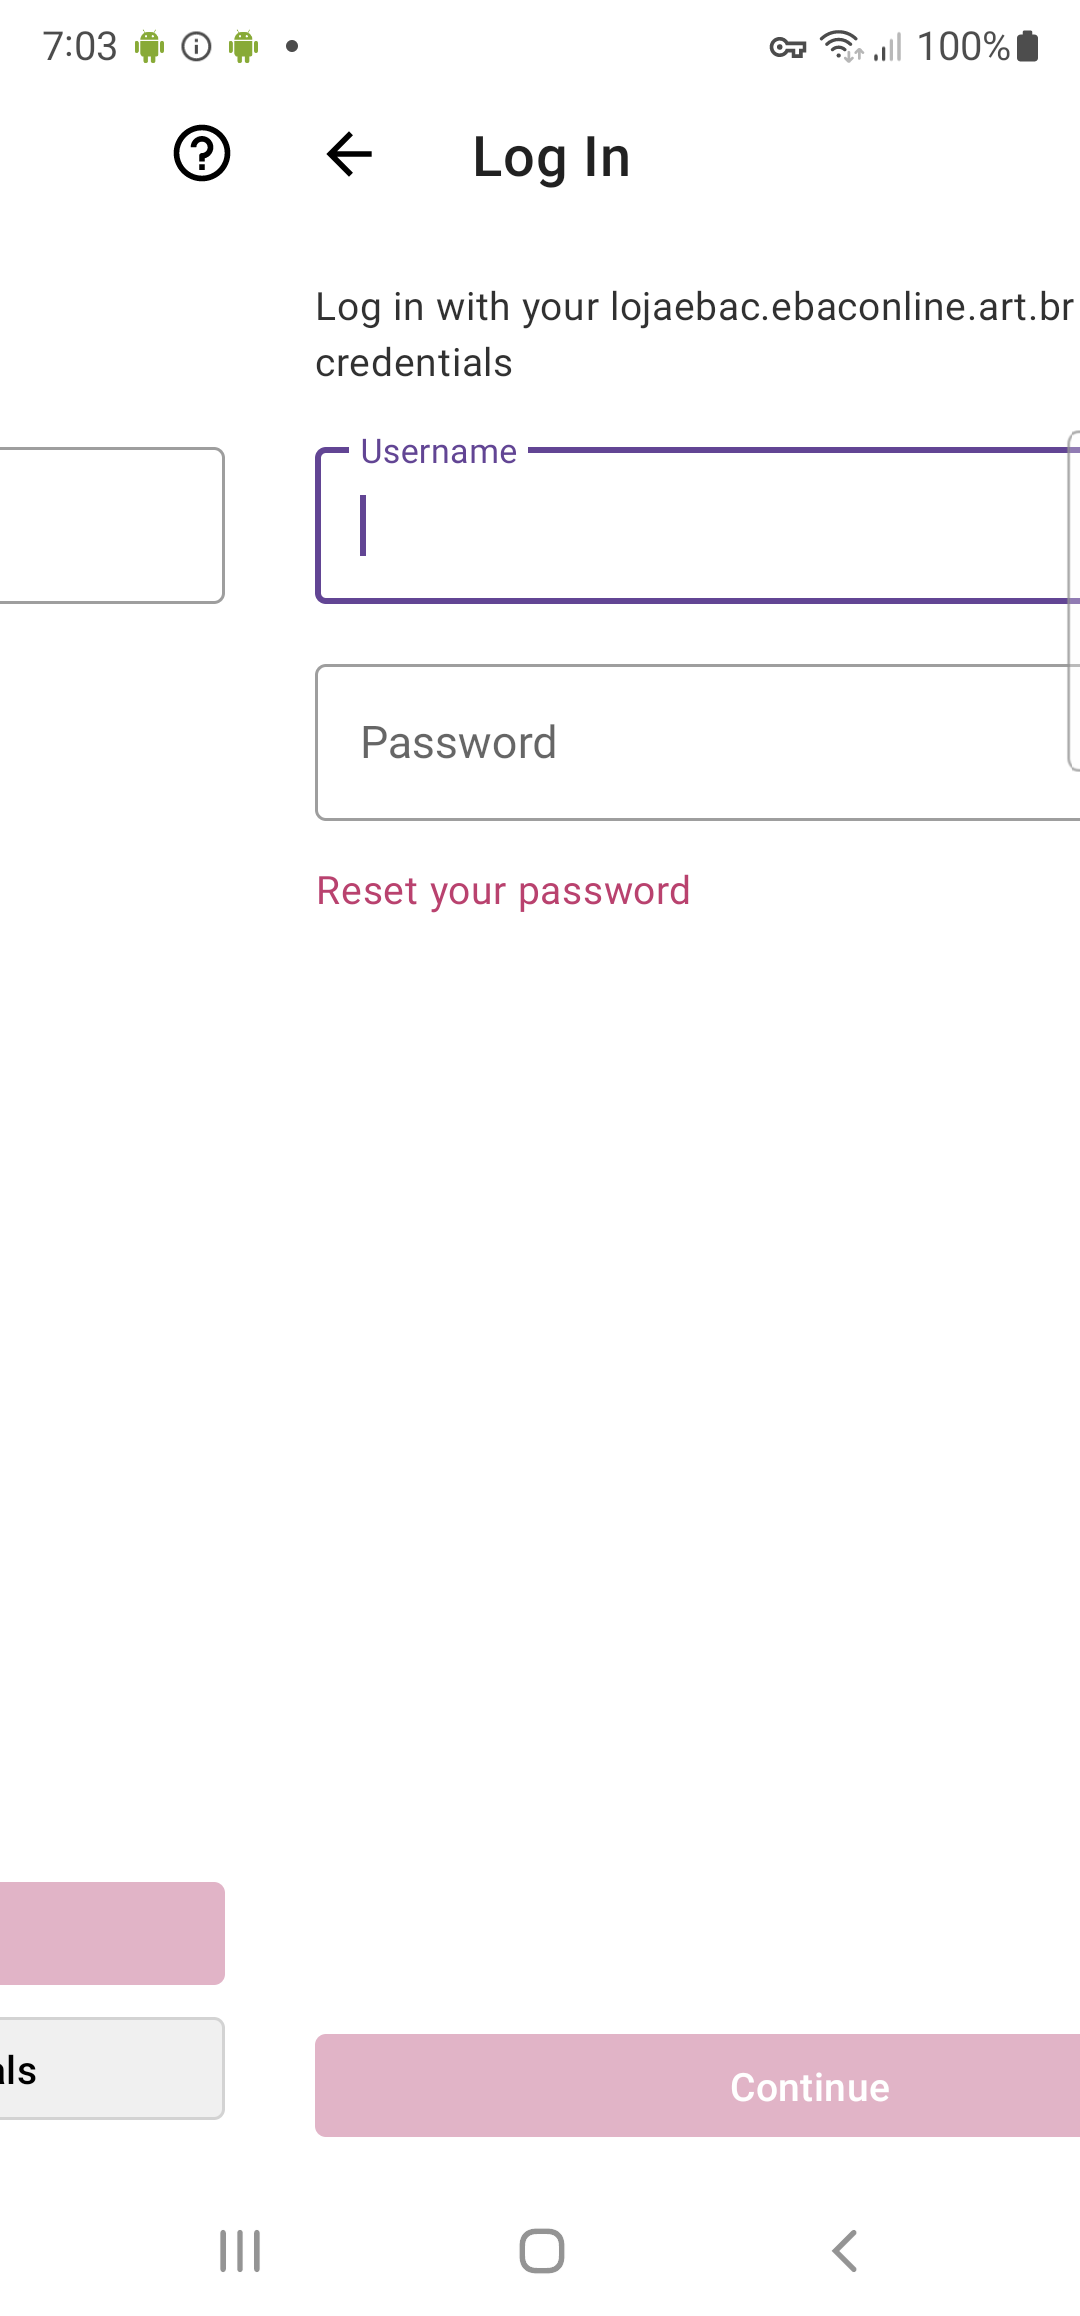 7:03 100%
Log In
Log in with your lojaebac.ebaconline.art.br
credentials
Username
Password
Reset your password
als
Continue